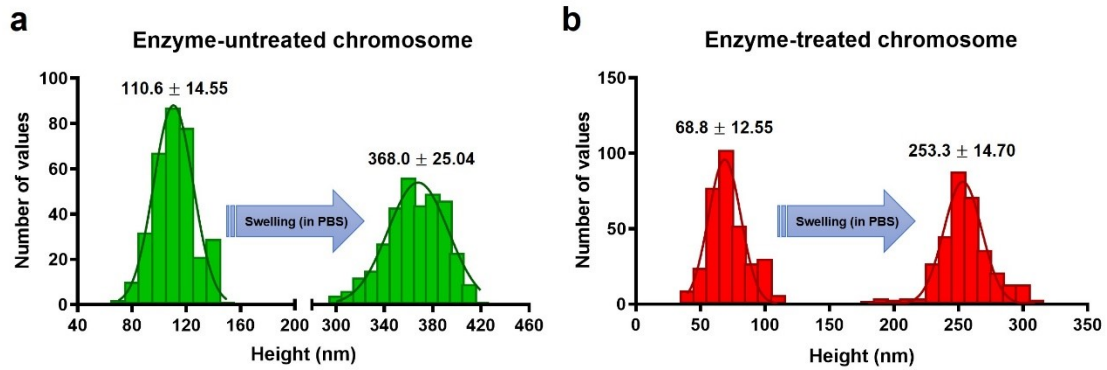 a
Enzyme-untreated chromosome
Number of values
100
80
60
40
20
0
110.6 ± 14.55
368.0 ± 25.04
Swelling (in PBS)
40 80 120 160 200 300 340 380 420 460
Height (nm)
b
Enzyme-treated chromosome
Number of values
150
100
50
0
68.8 ± 12.55
253.3 ± 14.70
Swelling (in PBS)
0 50 100 150 200 250 300 350
Height (nm)